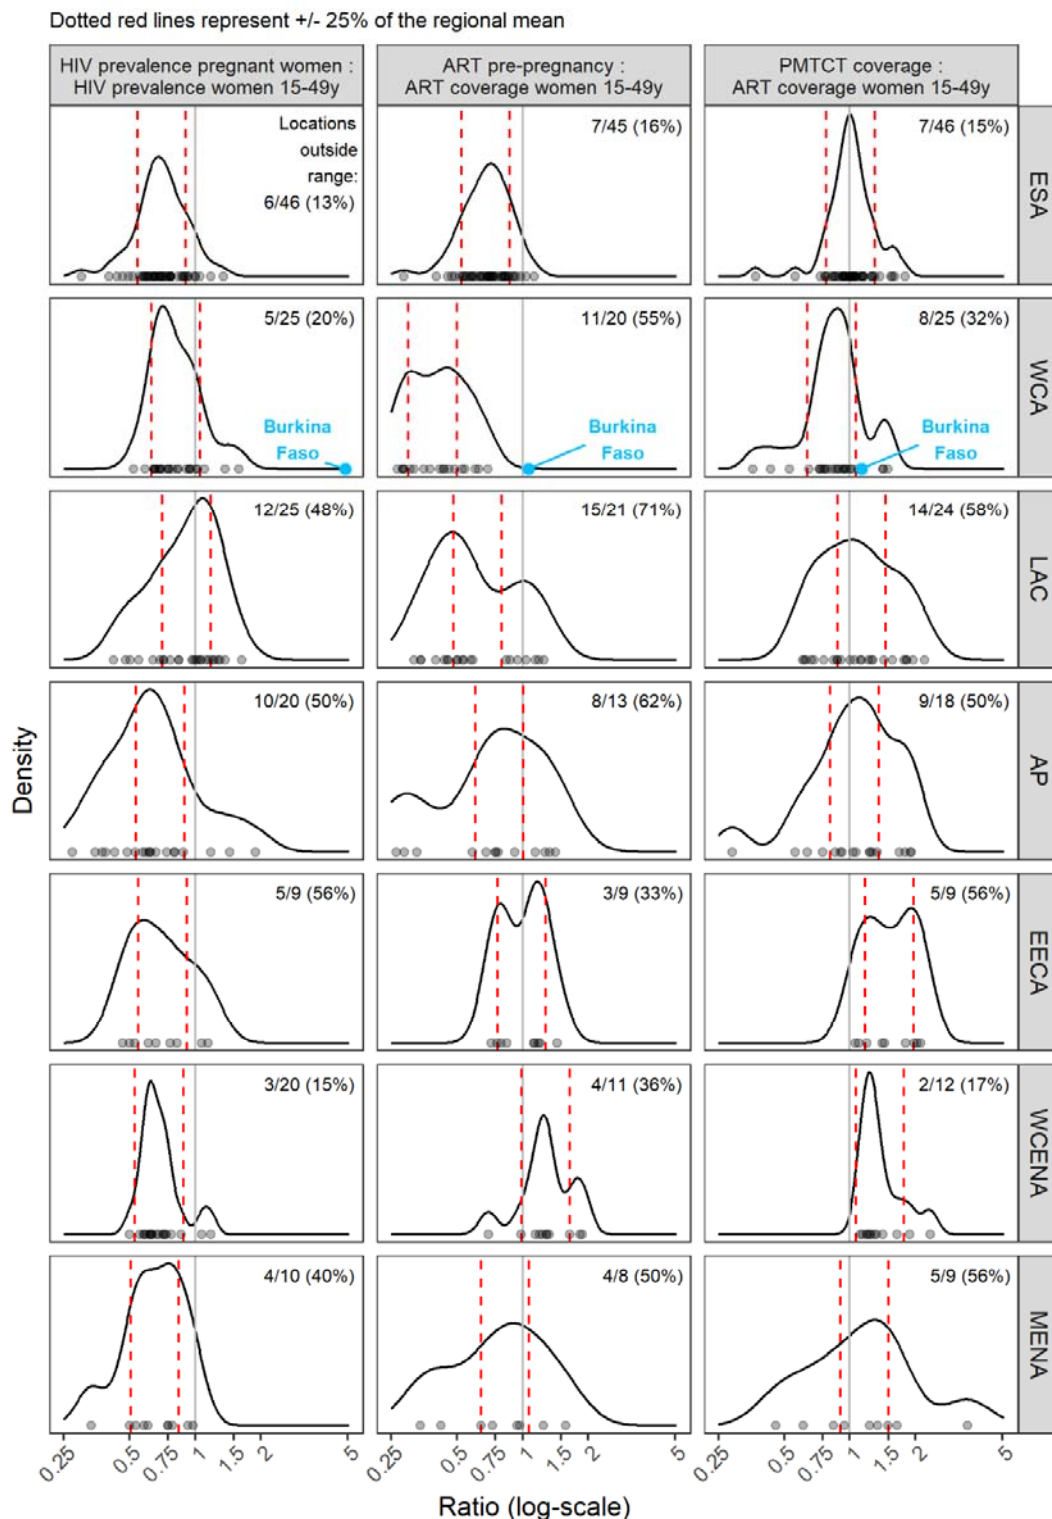 Dotted red lines represent +/- 25% of the regional mean
HIV prevalence pregnant women :
HIV prevalence women 15-49y
ART pre-pregnancy :
ART coverage women 15-49y
PMTCT coverage :
ART coverage women 15-49y
Locations
outside
range:
6/46 (13%)
7/45 (16%)
7/46 (15%)
ESA
5/25 (20%)
Burkina
Faso
11/20 (55%)
Burkina
Faso
8/25 (32%)
Burkina
Faso
WCA
12/25 (48%)
15/21 (71%)
14/24 (58%)
LAC
10/20 (50%)
8/13 (62%)
9/18 (50%)
AP
5/9 (56%)
3/9 (33%)
5/9 (56%)
EECA
3/20 (15%)
4/11 (36%)
2/12 (17%)
WCENA
4/10 (40%)
4/8 (50%)
5/9 (56%)
MENA
Density
0.25 0.5 0.75 1 1.5 2 5
0.25 0.5 0.75 1 1.5 2 5
0.25 0.5 0.75 1 1.5 2 5
Ratio (log-scale)